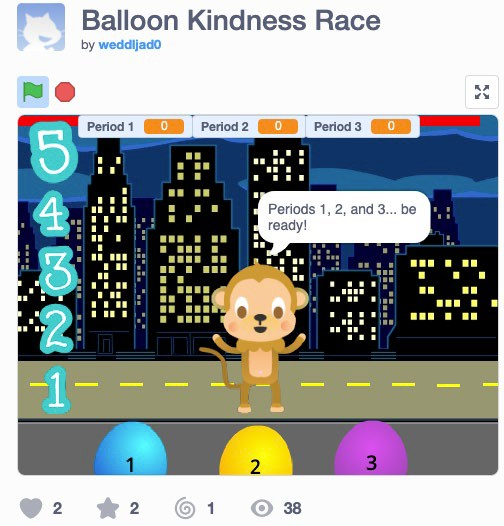 Balloon Kindness Race
by weddljad0
Period 1 0 Period 2 0 Period 3 0
5
Periods 1, 2, and 3... be
ready!
4
3
2
1
1 2 3
2 2 1 38